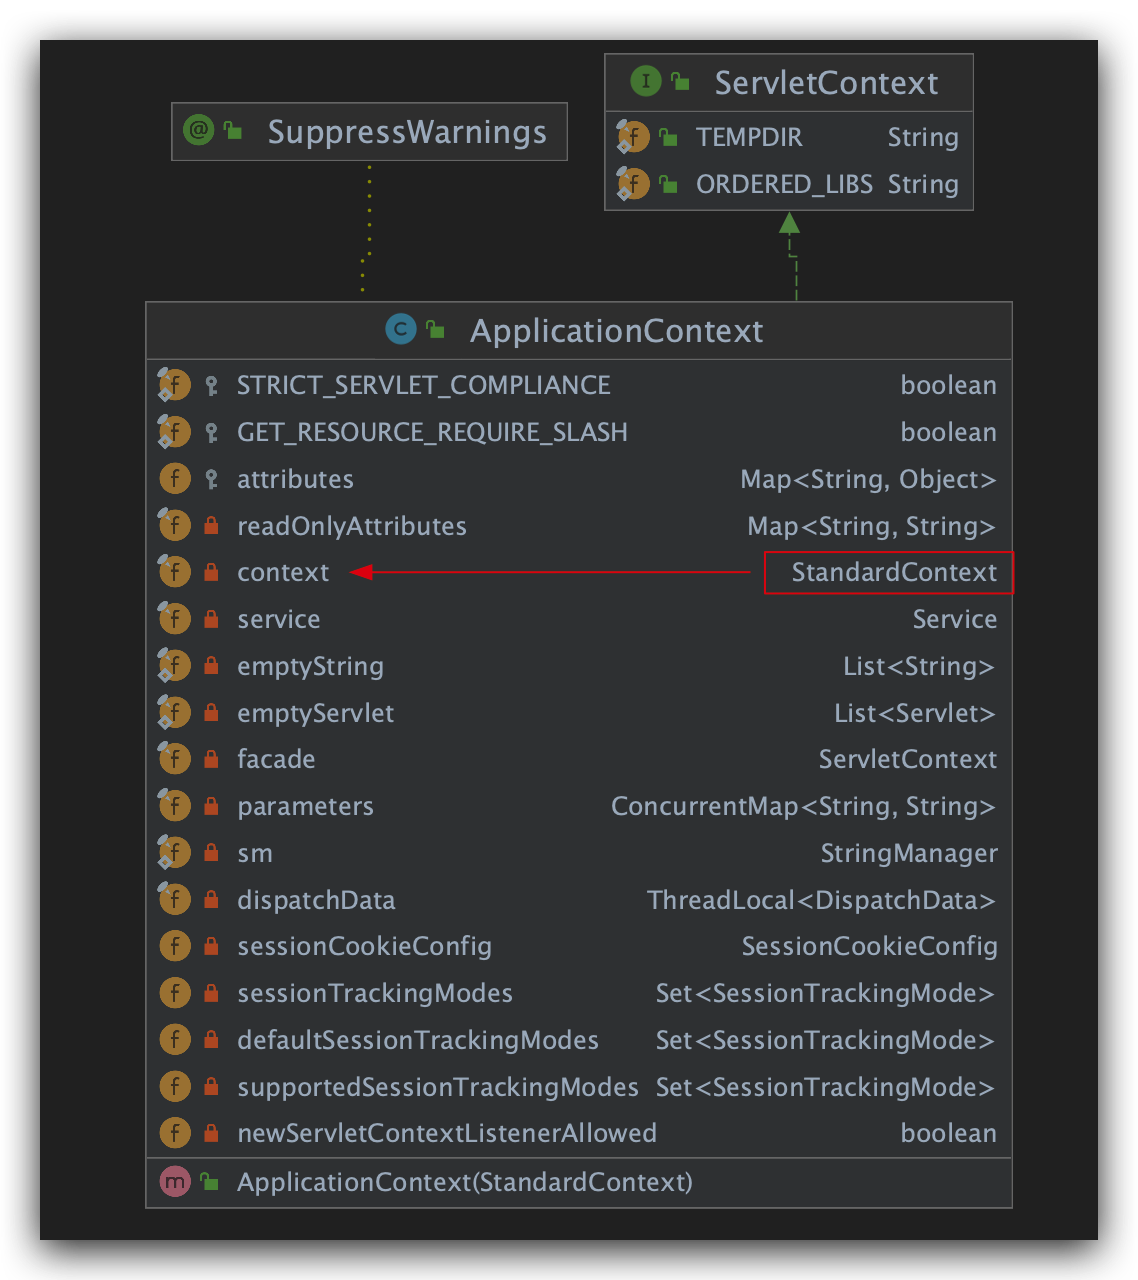 SuppressWarnings
ServletContext
TEMPDIR String
ORDERED_LIBS String
ApplicationContext
STRICT_SERVLET_COMPLIANCE boolean
GET_RESOURCE_REQUIRE_SLASH boolean
attributes Map<String, Object>
readOnlyAttributes Map<String, String>
context StandardContext
service Service
emptyString List<String>
emptyServlet List<Servlet>
facade ServletContext
parameters ConcurrentMap<String, String>
sm StringManager
dispatchData ThreadLocal<DispatchData>
sessionCookieConfig SessionCookieConfig
sessionTrackingModes Set<SessionTrackingMode>
defaultSessionTrackingModes Set<SessionTrackingMode>
supportedSessionTrackingModes Set<SessionTrackingMode>
newServletContextListenerAllowed boolean
ApplicationContext(StandardContext)